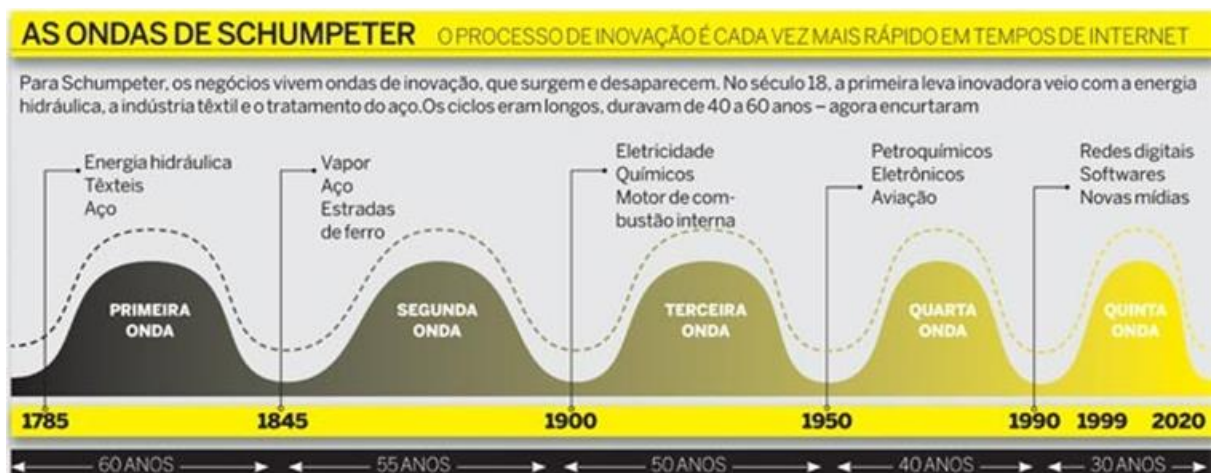 AS ONDAS DE SCHUMPETER O PROCESSO DE INOVAÇÃO É CADA VEZ MAIS RÁPIDO EM TEMPOS DE INTERNET
Para Schumpeter, os negócios vivem ondas de inovação, que surgem e desaparecem. No século 18, a primeira leva inovadora veio com a energia
hidráulica, a indústria têxtil e o tratamento do aço.Os ciclos eram longos, duravam de 40 a 60 anos – agora encurtaram
Energia hidráulica
Têxteis
Aço
Vapor
Aço
Estradas
de ferro
Eletricidade
Químicos
Motor de com-
bustão interna
Petroquímicos
Eletrônicos
Aviação
Redes digitais
Softwares
Novas mídias
PRIMEIRA
ONDA
SEGUNDA
ONDA
TERCEIRA
ONDA
QUARTA
ONDA
QUINTA
ONDA
1785 1845 1900 1950 1990 1999 2020
60 ANOS 55 ANOS 50 ANOS 40 ANOS 30 ANOS